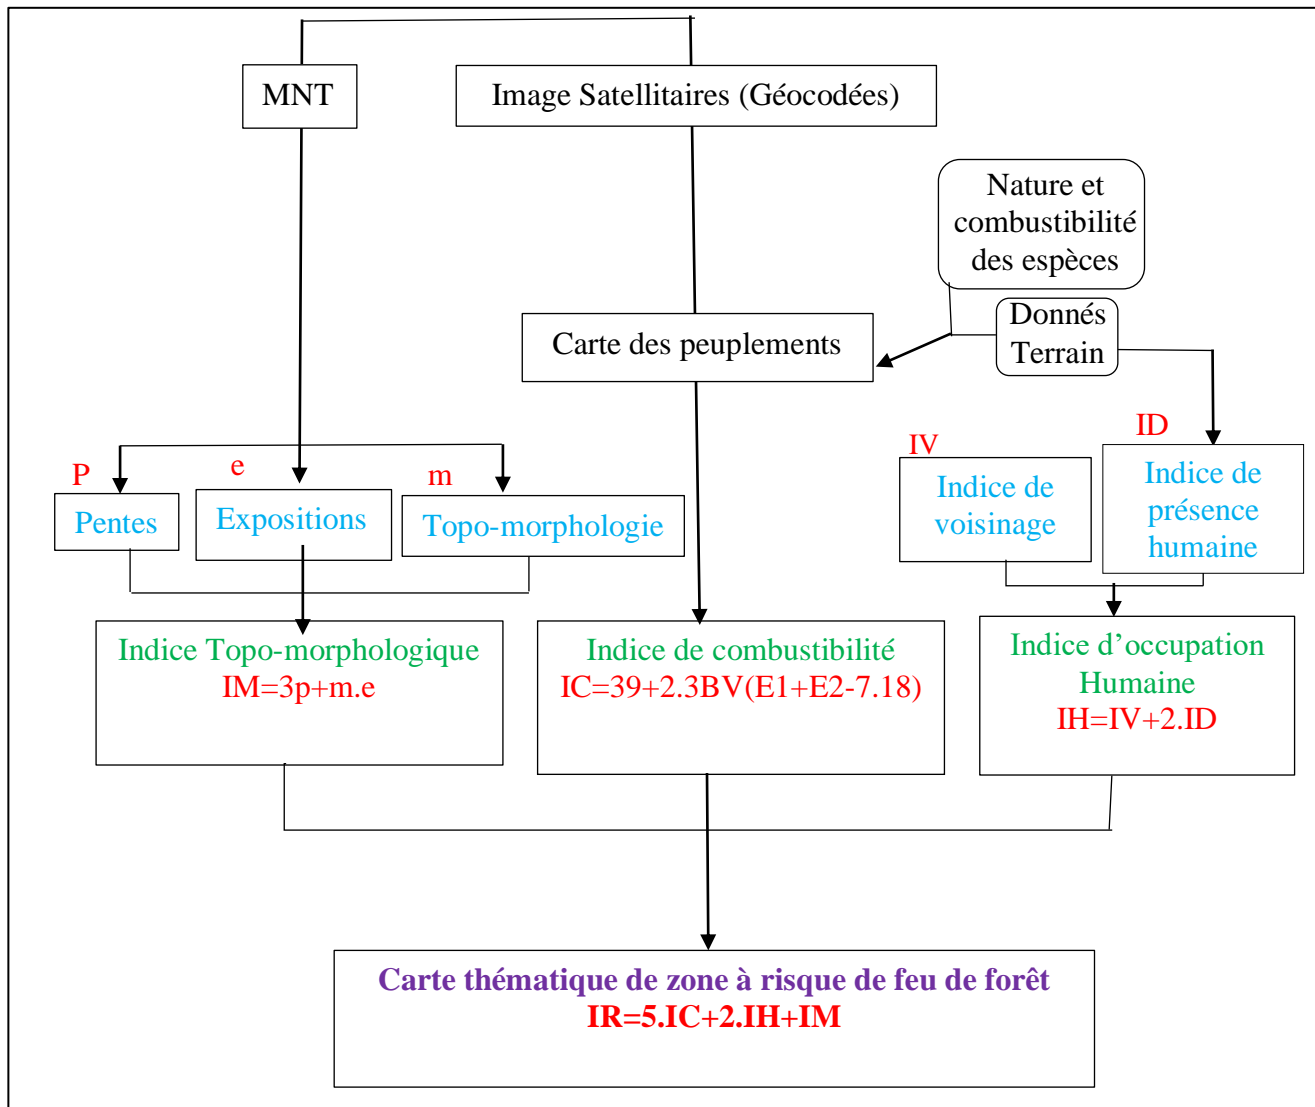 MNT
Image Satellitaires (Géocodées)
Nature et
combustibilité
des espèces
Donnés
Terrain
Carte des peuplements
P
e
m
IV
ID
Pentes
Expositions
Topo-morphologie
Indice de
voisinage
Indice de
présence
humaine
Indice Topo-morphologique
IM=3p+m.e
Indice de combustibilité
IC=39+2.3BV(E1+E2-7.18)
Indice d’occupation
Humaine
IH=IV+2.ID
Carte thématique de zone à risque de feu de forêt
IR=5.IC+2.IH+IM